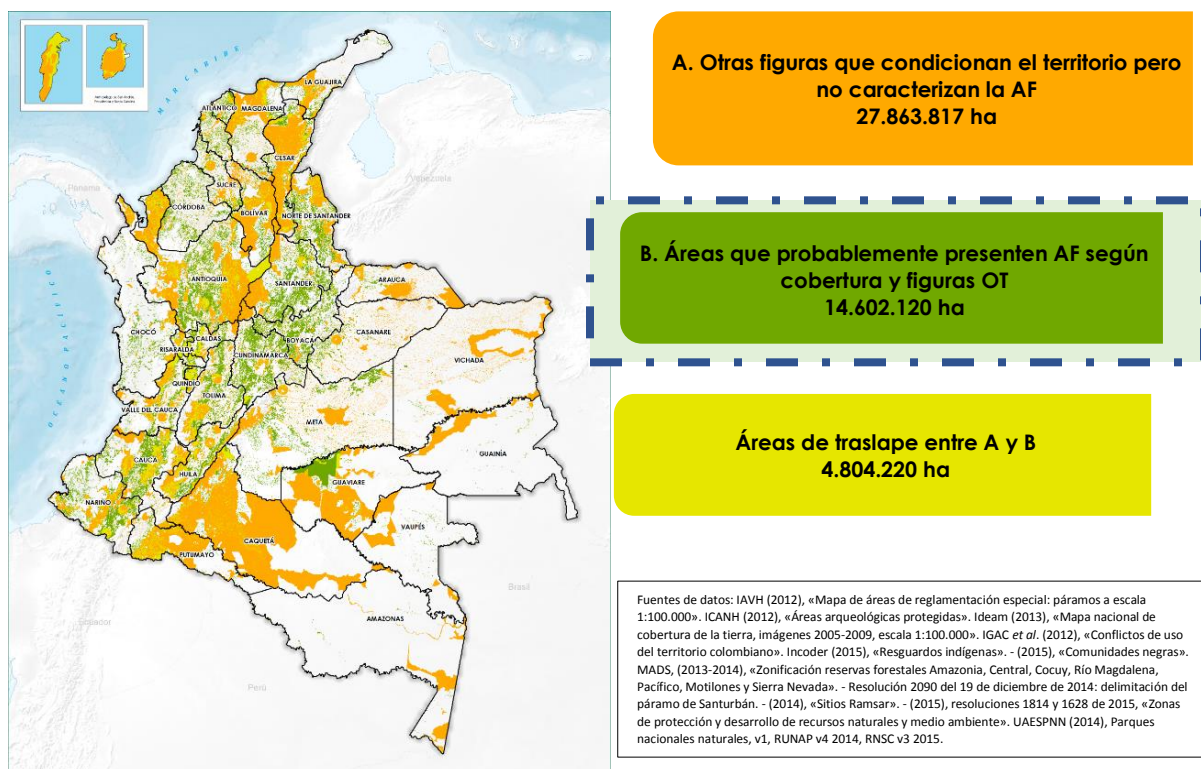 MAR CARIBE
LA GUAJIRA
ATLÁNTICO
MAGDALENA
CESAR
Panamá
Venezuela
SUCRE
CÓRDOBA
BOLÍVAR
NORTE DE SANTANDER
ANTIOQUIA
SANTANDER
ARAUCA
OCÉANO PACÍFICO
CHOCÓ
CALDAS
BOYACÁ
CASANARE
RISARALDA
CUNDINAMARCA
VICHADA
QUINDÍO
TOLIMA
VALLE DEL CAUCA
META
GUAINÍA
CAUCA
HUILA
GUAVIARE
NARIÑO
VAUPÉS
CAQUETÁ
PUTUMAYO
Brasil
AMAZONAS
Ecuador
Perú
A. Otras figuras que condicionan el territorio pero
no caracterizan la AF
27.863.817 ha
B. Áreas que probablemente presenten AF según
cobertura y figuras OT
14.602.120 ha
Áreas de traslape entre A y B
4.804.220 ha
Fuentes de datos: IAVH (2012), «Mapa de áreas de reglamentación especial: páramos a escala
1:100.000». ICANH (2012), «Áreas arqueológicas protegidas». Ideam (2013), «Mapa nacional de
cobertura de la tierra, imágenes 2005-2009, escala 1:100.000». IGAC et al. (2012), «Conflictos de uso
del territorio colombiano». Incoder (2015), «Resguardos indígenas». - (2015), «Comunidades negras».
MADS, (2013-2014), «Zonificación reservas forestales Amazonia, Central, Cocuy, Río Magdalena,
Pacífico, Motilones y Sierra Nevada». - Resolución 2090 del 19 de diciembre de 2014: delimitación del
páramo de Santurbán. - (2014), «Sitios Ramsar». - (2015), resoluciones 1814 y 1628 de 2015, «Zonas
de protección y desarrollo de recursos naturales y medio ambiente». UAESPNN (2014), Parques
nacionales naturales, v1, RUNAP v4 2014, RNSC v3 2015.